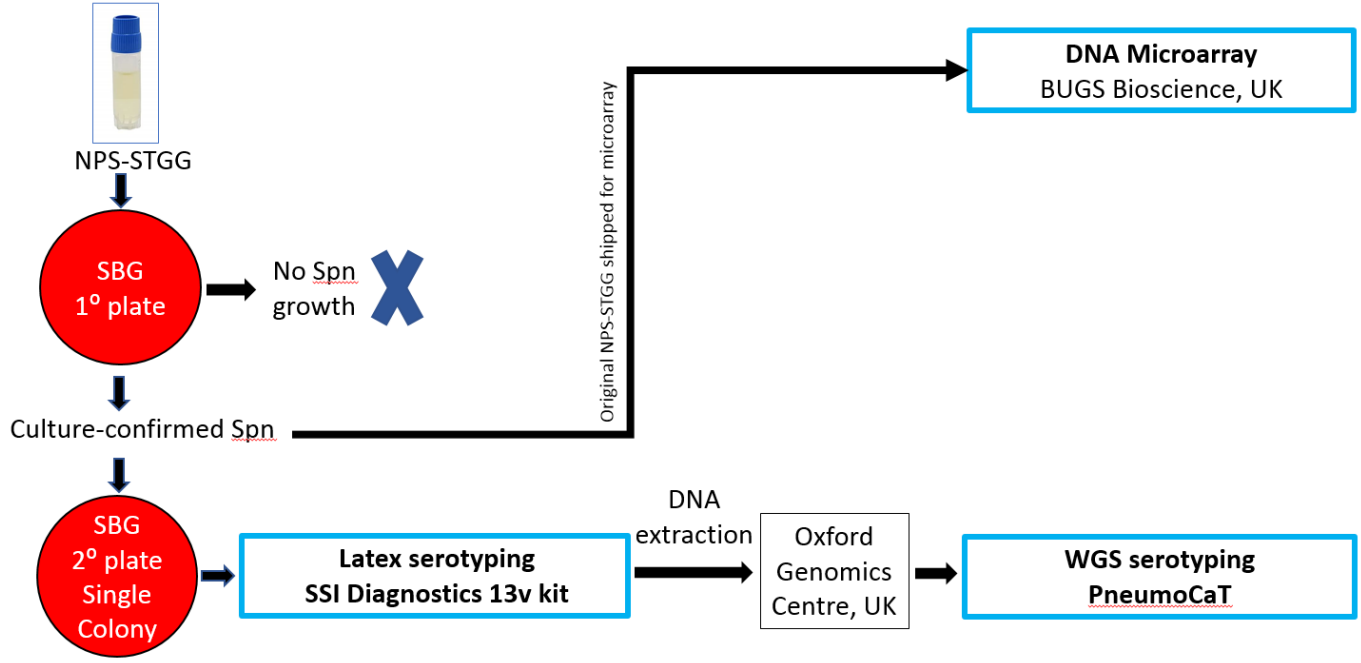 NPS-STGG
SBG
1⁰ plate
No Spn
growth
Culture-confirmed Spn
Original NPS-STGG shipped for microarray
DNA Microarray
BUGS Bioscience, UK
SBG
2⁰ plate
Single
Colony
Latex serotyping
SSI Diagnostics 13v kit
DNA
extraction
Oxford
Genomics
Centre, UK
WGS serotyping
PneumoCaT